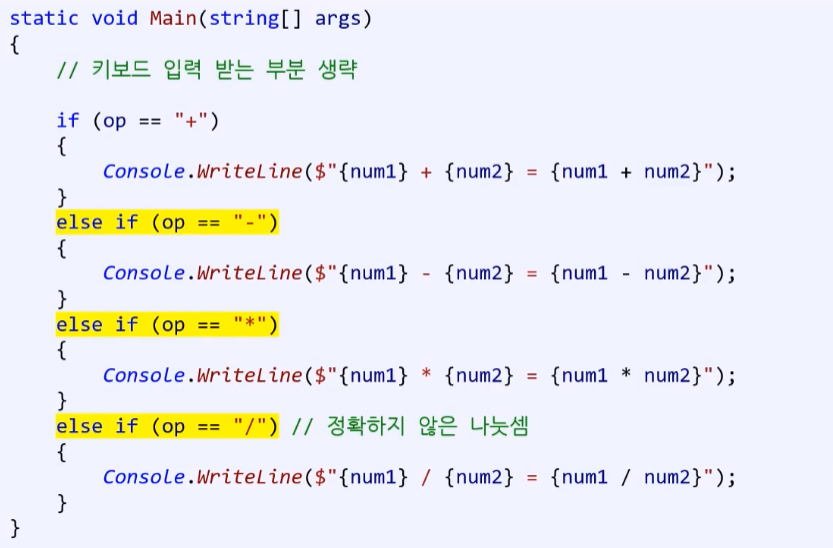 static void Main(string[] args)
{
    // 키보드 입력 받는 부분 생략

    if (op == "+")
    {
        Console.WriteLine($"{num1} + {num2} = {num1 + num2}");
    }
    else if (op == "-")
    {
        Console.WriteLine($"{num1} - {num2} = {num1 - num2}");
    }
    else if (op == "*")
    {
        Console.WriteLine($"{num1} * {num2} = {num1 * num2}");
    }
    else if (op == "/") // 정확하지 않은 나눗셈
    {
        Console.WriteLine($"{num1} / {num2} = {num1 / num2}");
    }
}